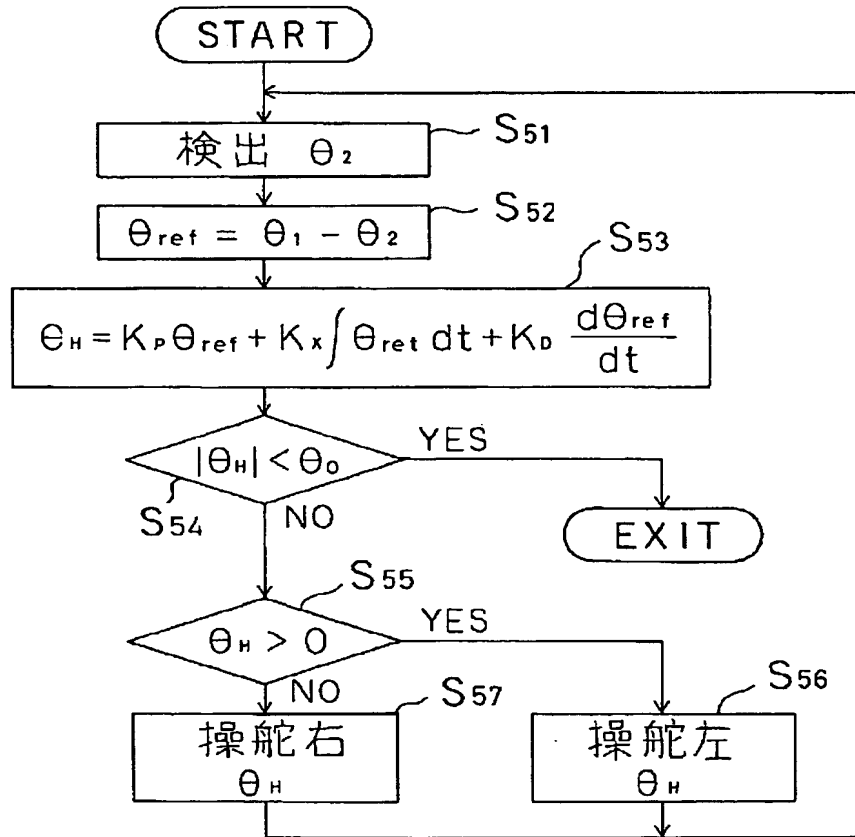 START
検出 θ2
S51
θref = θ1 - θ2
S52
S53
θH = KP θref + Kx ∫ θret dt + KD dθref/dt
|θH| < θ0
YES
S54
NO
EXIT
S55
θH > 0
YES
NO
S57
S56
操舵右
θH
操舵左
θH